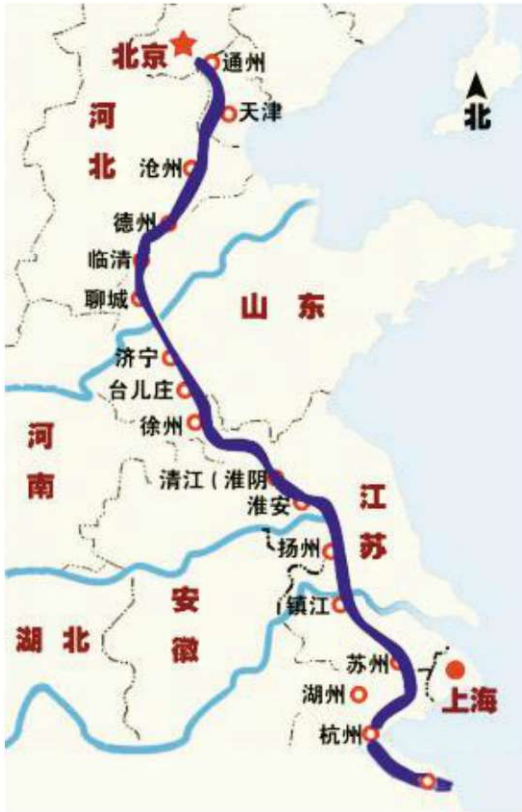 北京
通州
北
天津
河北
沧州
德州
临清
聊城
山 东
济宁
台儿庄
徐州
河南
清江(淮阴
淮安
江苏
扬州
安徽
镇江
湖 北
苏州
湖州
上海
杭州